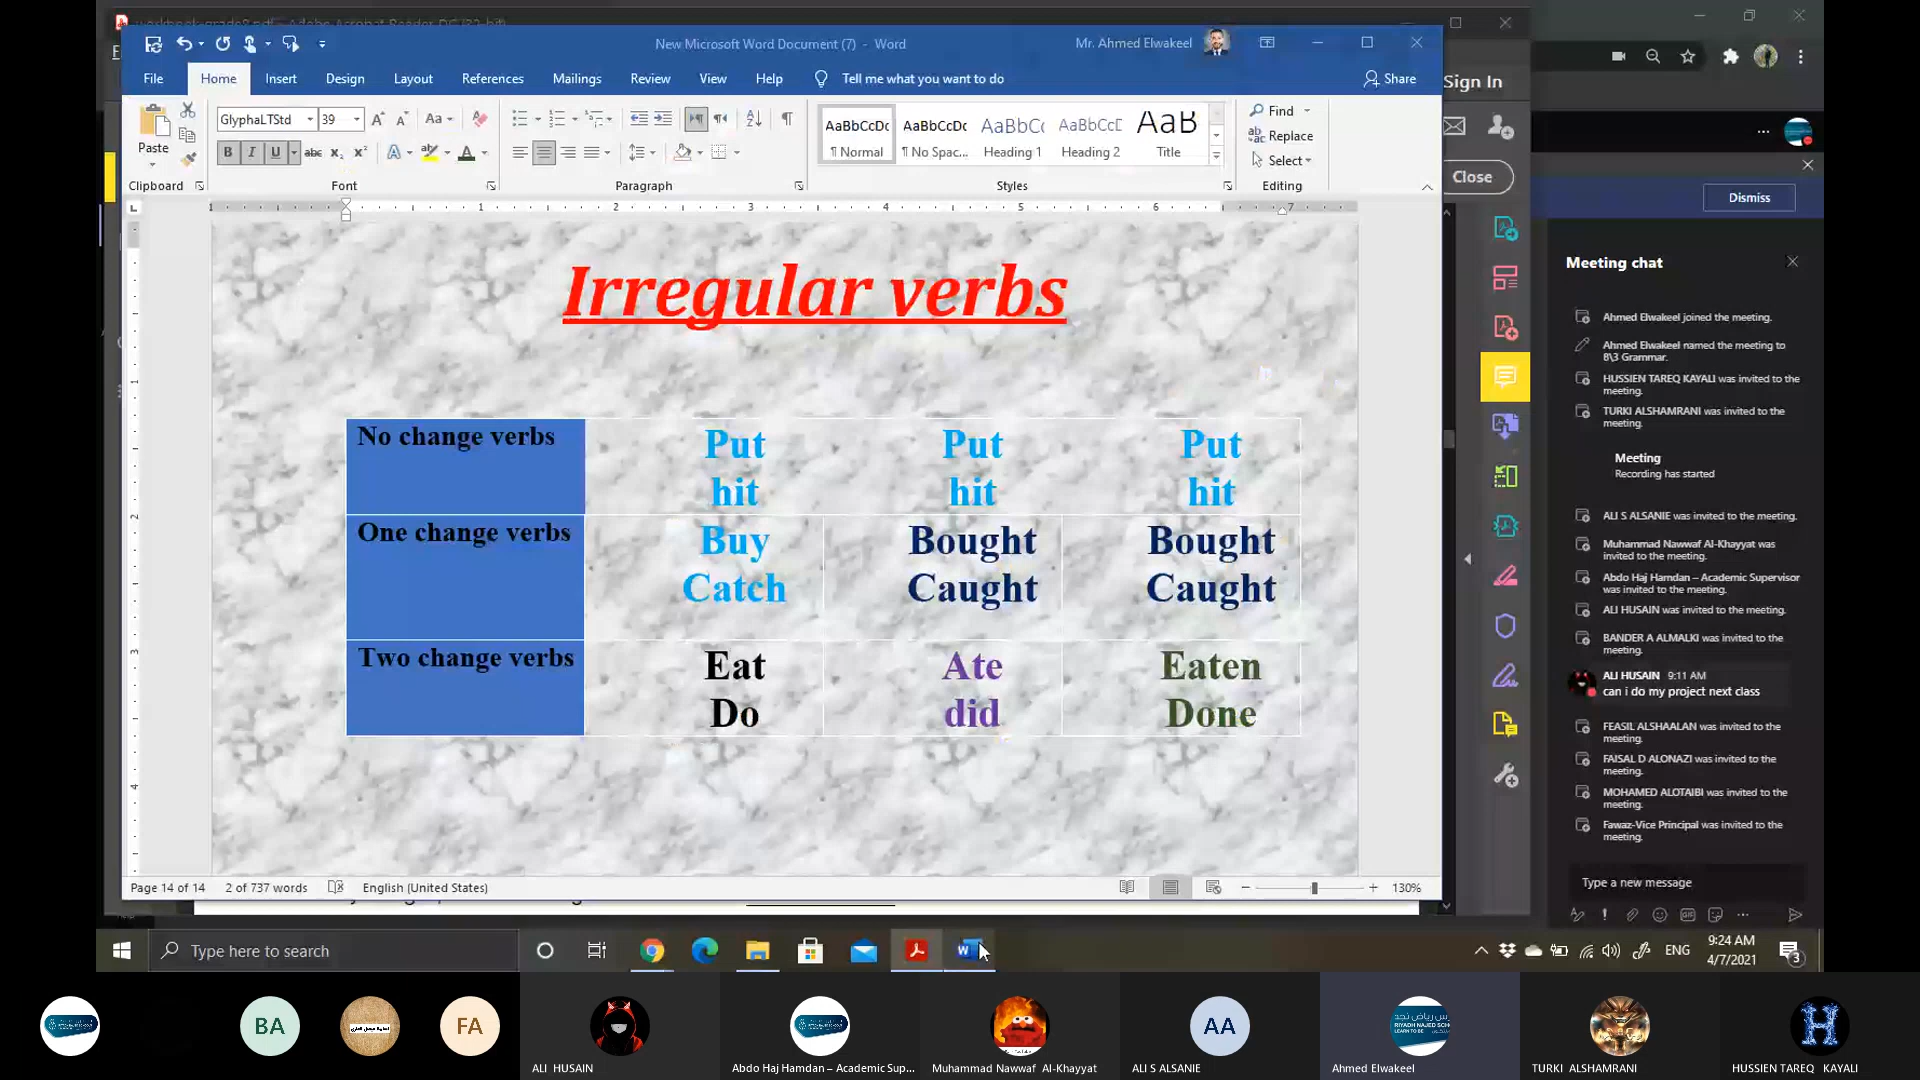 New Microsoft Word Document (7) - Word
Mr. Ahmed Elwakeel
File Home Insert Design Layout References Mailings Review View Help Tell me what you want to do Share
Sign In
GlyphaLTStd 39
Paste
AaBbCcDc AaBbCcDc AaBbCc AaBbCcE AaB
¶ Normal ¶ No Spac... Heading 1 Heading 2 Title
Find
Replace
Select
Clipboard Font Paragraph Styles Editing
Close
Dismiss
Irregular verbs
No change verbs Put Put Put
hit hit hit
One change verbs Buy Bought Bought
Catch Caught Caught
Two change verbs Eat Ate Eaten
Do did Done
Page 14 of 14 2 of 737 words English (United States) 130%
Meeting chat
Ahmed Elwakeel joined the meeting.
Ahmed Elwakeel named the meeting to
8\3 Grammar.
HUSSIEN TAREQ KAYALI was invited to the
meeting.
TURKI ALSHAMRANI was invited to the
meeting.
Meeting
Recording has started
ALI S ALSANIE was invited to the meeting.
Muhammad Nawwaf Al-Khayyat was
invited to the meeting.
Abdo Haj Hamdan – Academic Supervisor
was invited to the meeting.
ALI HUSAIN was invited to the meeting.
BANDER A ALMALKI was invited to the
meeting.
ALI HUSAIN 9:11 AM
can i do my project next class
FEASIL ALSHAALAN was invited to the
meeting.
FAISAL D ALONAZI was invited to the
meeting.
MOHAMED ALOTAIBI was invited to the
meeting.
Fawaz-Vice Principal was invited to the
meeting.
Type a new message
Type here to search
ENG
9:24 AM
4/7/2021
3
BA
FA
AA
H
ALI HUSAIN
Abdo Haj Hamdan – Academic Sup...
Muhammad Nawwaf Al-Khayyat
ALI S ALSANIE
Ahmed Elwakeel
TURKI ALSHAMRANI
HUSSIEN TAREQ KAYALI